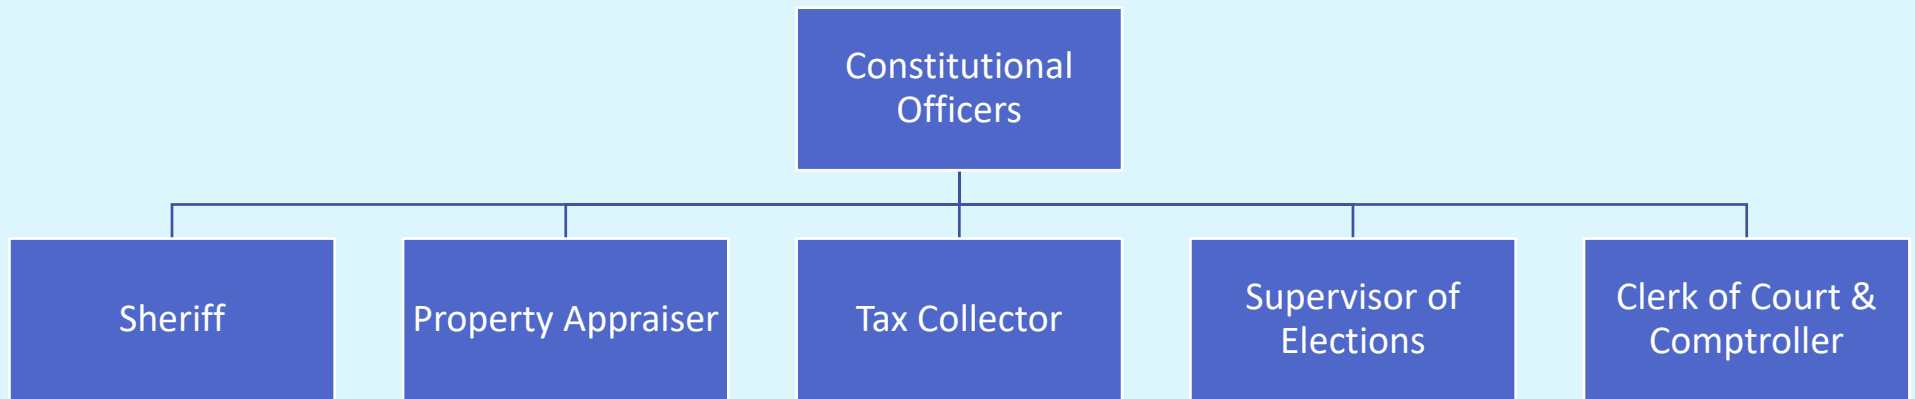 Constitutional
Officers
Sheriff
Property Appraiser
Tax Collector
Supervisor of
Elections
Clerk of Court &
Comptroller